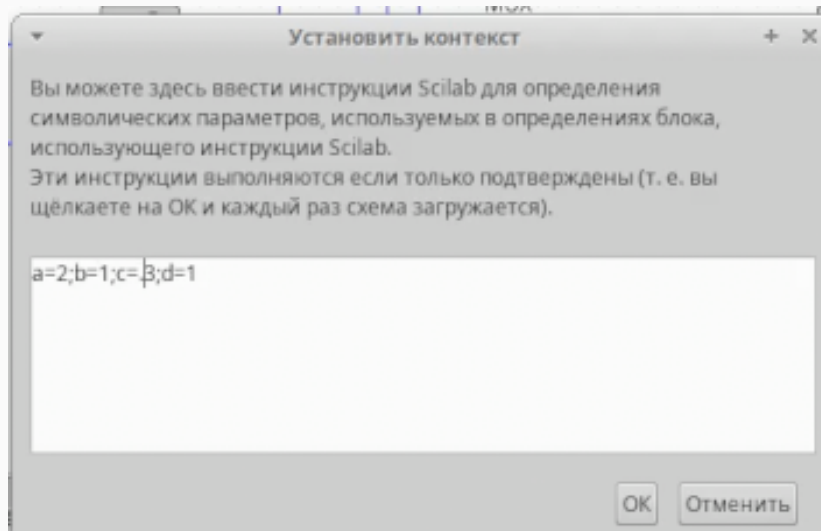 MUX
Установить контекст
Вы можете здесь ввести инструкции Scilab для определения
символических параметров, используемых в определениях блока,
использующего инструкции Scilab.
Эти инструкции выполняются если только подтверждены (т. е. вы
щёлкаете на OK и каждый раз схема загружается).
a=2;b=1;c=.3;d=1
OK Отменить